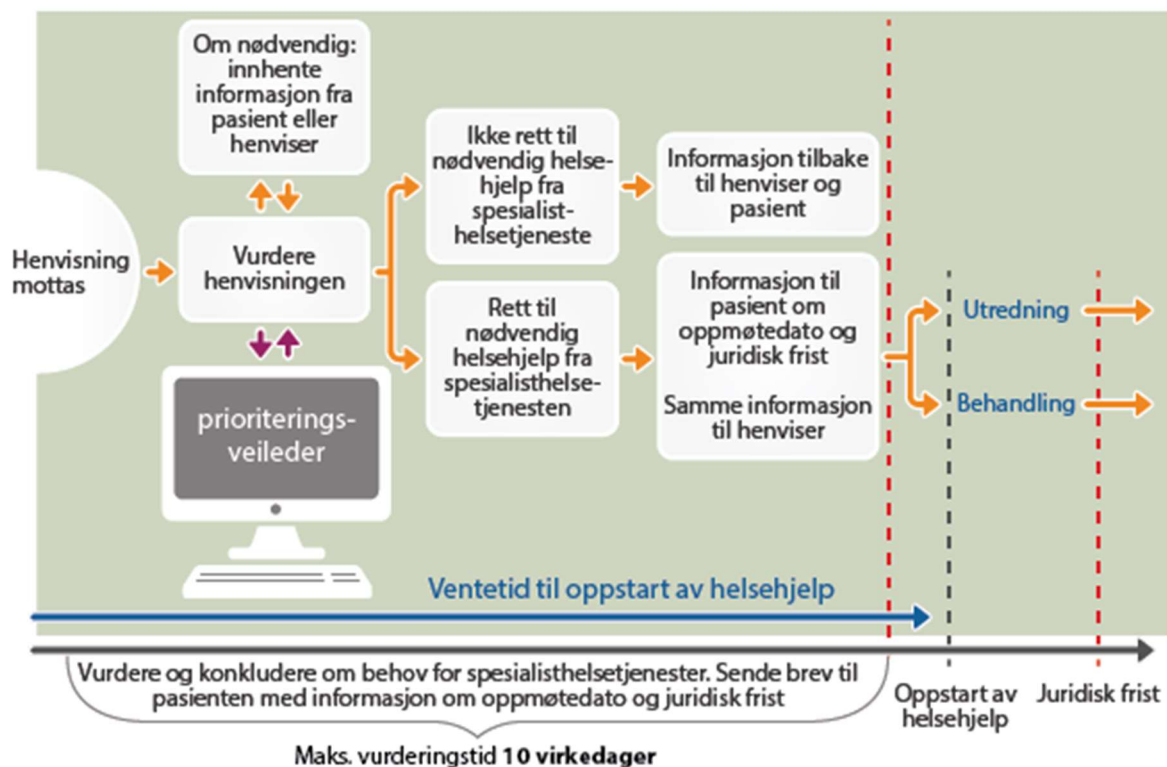 Om nødvendig:
innhente
informasjon fra
pasient eller
henviser
Henvisning
mottas
Vurdere
henvisningen
prioriterings-
veileder
Ikke rett til
nødvendig helse-
hjelp fra
spesialist-
helsetjeneste
Informasjon tilbake
til henviser og
pasient
Rett til
nødvendig
helsehjelp fra
spesialisthelse-
tjenesten
Informasjon til
pasient om
oppmøtedato og
juridisk frist
Samme informasjon
til henviser
Utredning
Behandling
Ventetid til oppstart av helsehjelp
Vurdere og konkludere om behov for spesialisthelsetjenester. Sende brev til
pasienten med informasjon om oppmøtedato og juridisk frist
Oppstart av
helsehjelp
Juridisk frist
Maks. vurderingstid 10 virkedager